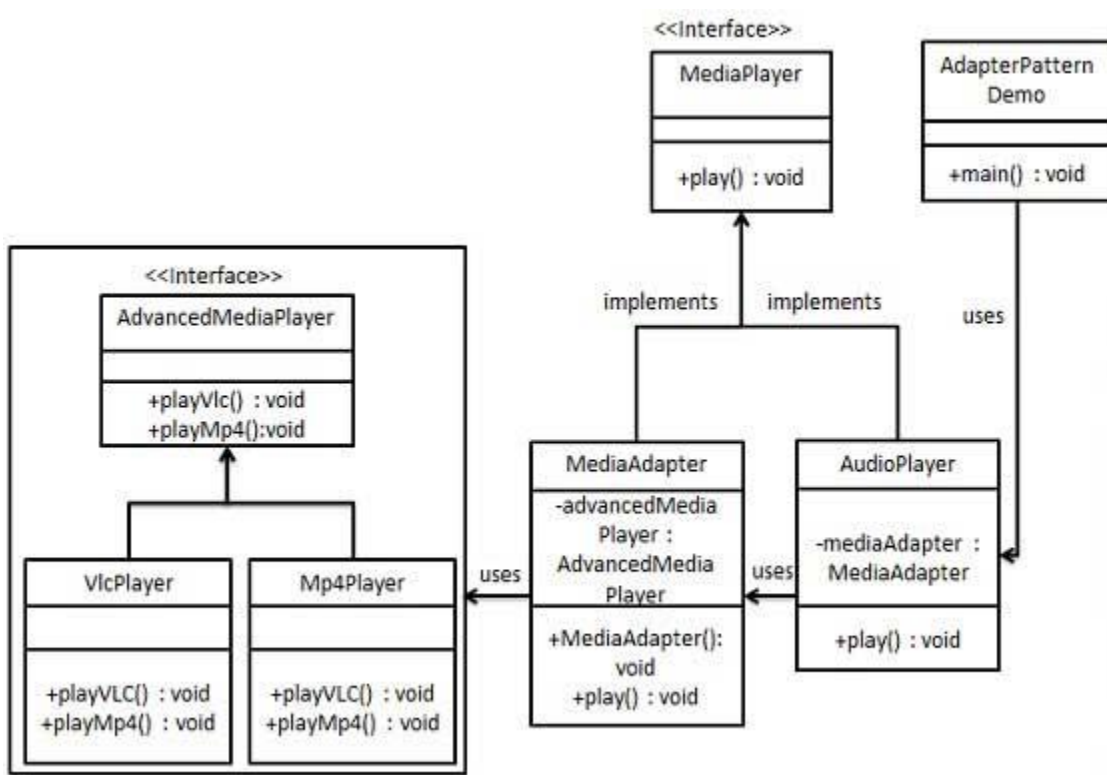 <<Interface>>
MediaPlayer
+play() : void
AdapterPattern
Demo
+main() : void
implements
implements
uses
<<Interface>>
AdvancedMediaPlayer
+playVlc() : void
+playMp4():void
VlcPlayer
+playVLC() : void
+playMp4() : void
Mp4Player
+playVLC() : void
+playMp4() : void
uses
MediaAdapter
-advancedMedia
Player :
AdvancedMedia
Player
+MediaAdapter():
void
+play() : void
uses
AudioPlayer
-mediaAdapter :
MediaAdapter
+play() : void